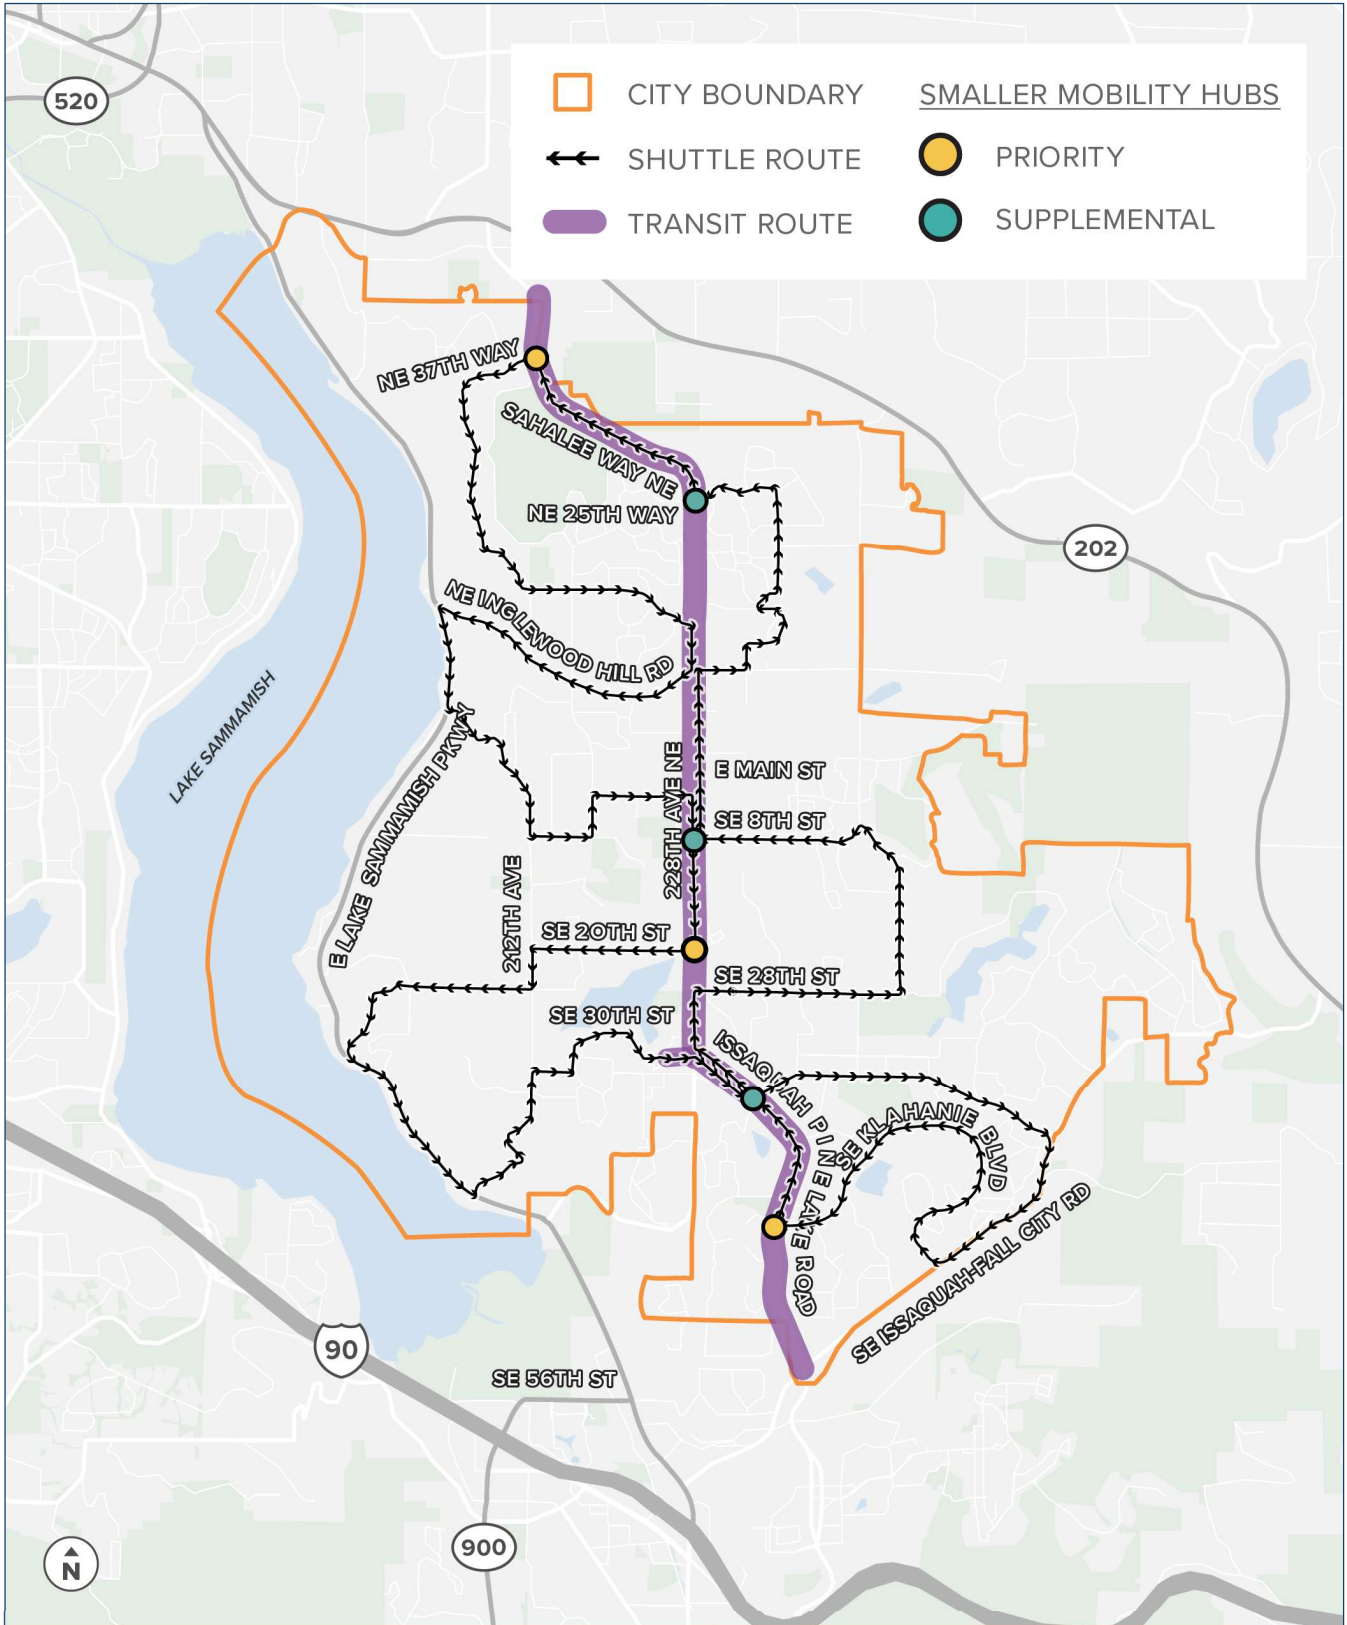 520
CITY BOUNDARY
SMALLER MOBILITY HUBS
SHUTTLE ROUTE
PRIORITY
TRANSIT ROUTE
SUPPLEMENTAL
NE 37TH WAY
SAHALEE WAY NE
NE 25TH WAY
202
NE INGLEWOOD HILL RD
LAKE SAMMAMISH
E LAKE SAMMAMISH PKWY
228TH AVE NE
E MAIN ST
SE 8TH ST
212TH AVE
SE 20TH ST
SE 28TH ST
SE 30TH ST
ISSAQUAH PINE LAKE ROAD
SE KLAHANIE BLVD
SE ISSAQUAH-FALL CITY RD
90
SE 56TH ST
900
N